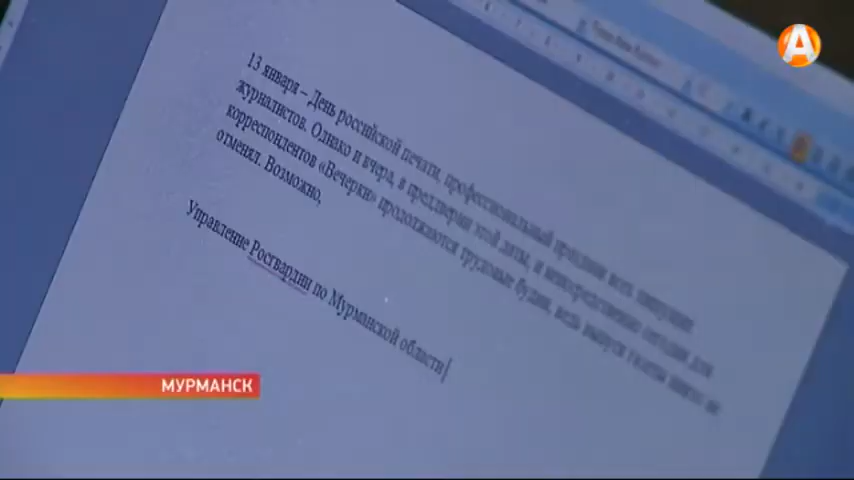 13 января – День российской печати, профессиональный праздник всех пишущих
журналистов. Однако и вчера, в преддверии этой даты, и непосредственно сегодня для
корреспондентов «Вечерки» продолжаются трудовые будни, ведь выпуск газеты никто не
отменял. Возможно,
Управление Росгвардии по Мурманской области
МУРМАНСК